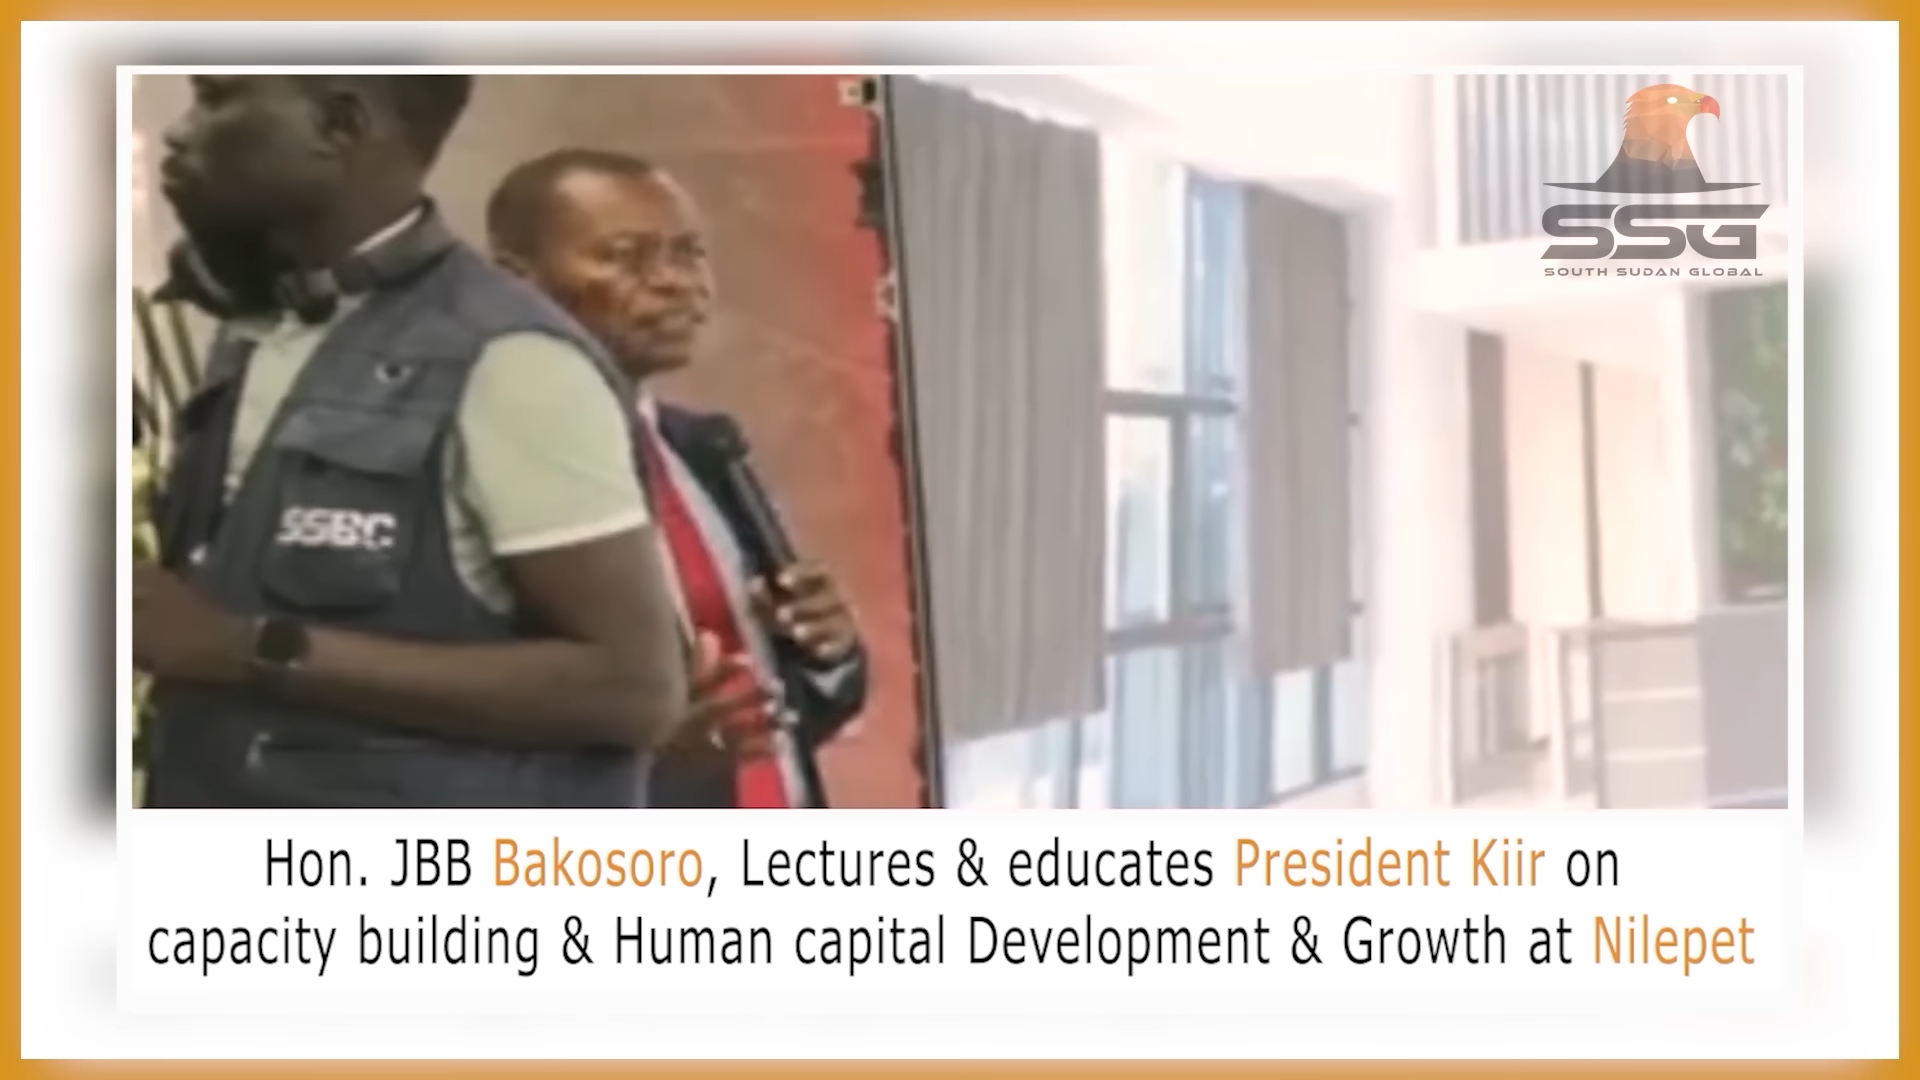 SSG
SOUTH SUDAN GLOBAL
SSBC
Hon. JBB Bakosoro, Lectures & educates President Kiir on
capacity building & Human capital Development & Growth at Nilepet